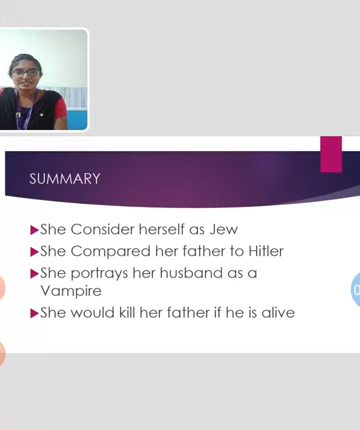 SUMMARY
She Consider herself as Jew
She Compared her father to Hitler
She portrays her husband as a
Vampire
She would kill her father if he is alive